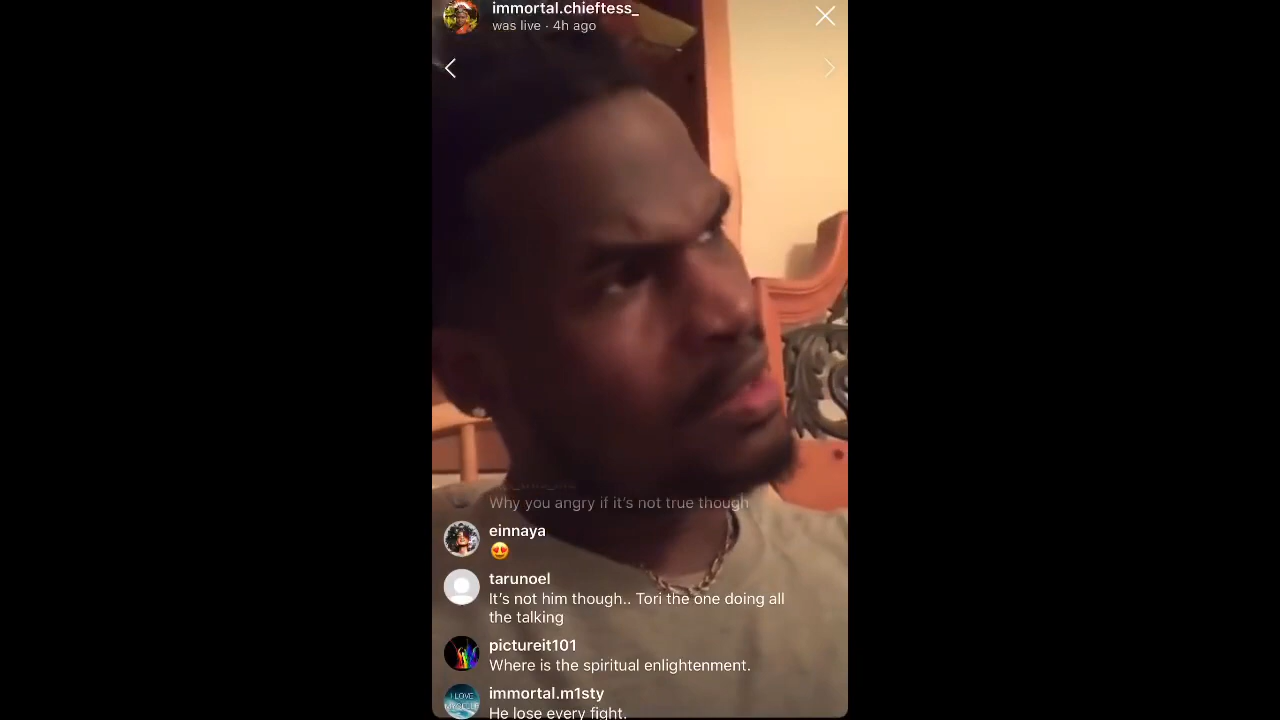 immortal.chieftess_
was live · 4h ago
Why you angry if it's not true though
einnaya
😍
tarunoel
It's not him though.. Tori the one doing all
the talking
pictureit101
Where is the spiritual enlightenment.
I LOVE
MYSELF
immortal.m1sty
He lose every fight.